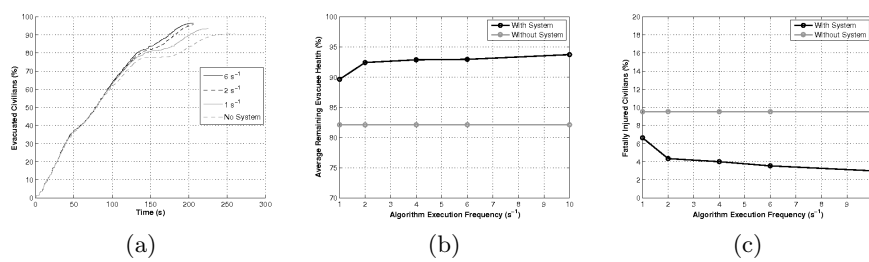 100
90
80
70
60
50
40
30
20
10
0
Evacuated Civilians (%)
6 s⁻¹
2 s⁻¹
1 s⁻¹
No System
0 50 100 150 200 250 300
Time (s)
(a)
100
95
90
85
80
75
70
Average Remaining Evacuee Health (%)
With System
Without System
1 2 3 4 5 6 7 8 9 10
Algorithm Execution Frequency (s⁻¹)
(b)
20
18
16
14
12
10
8
6
4
2
0
Fatally Injured Civilians (%)
With System
Without System
1 2 3 4 5 6 7 8 9
Algorithm Execution Frequency (s⁻¹)
(c)